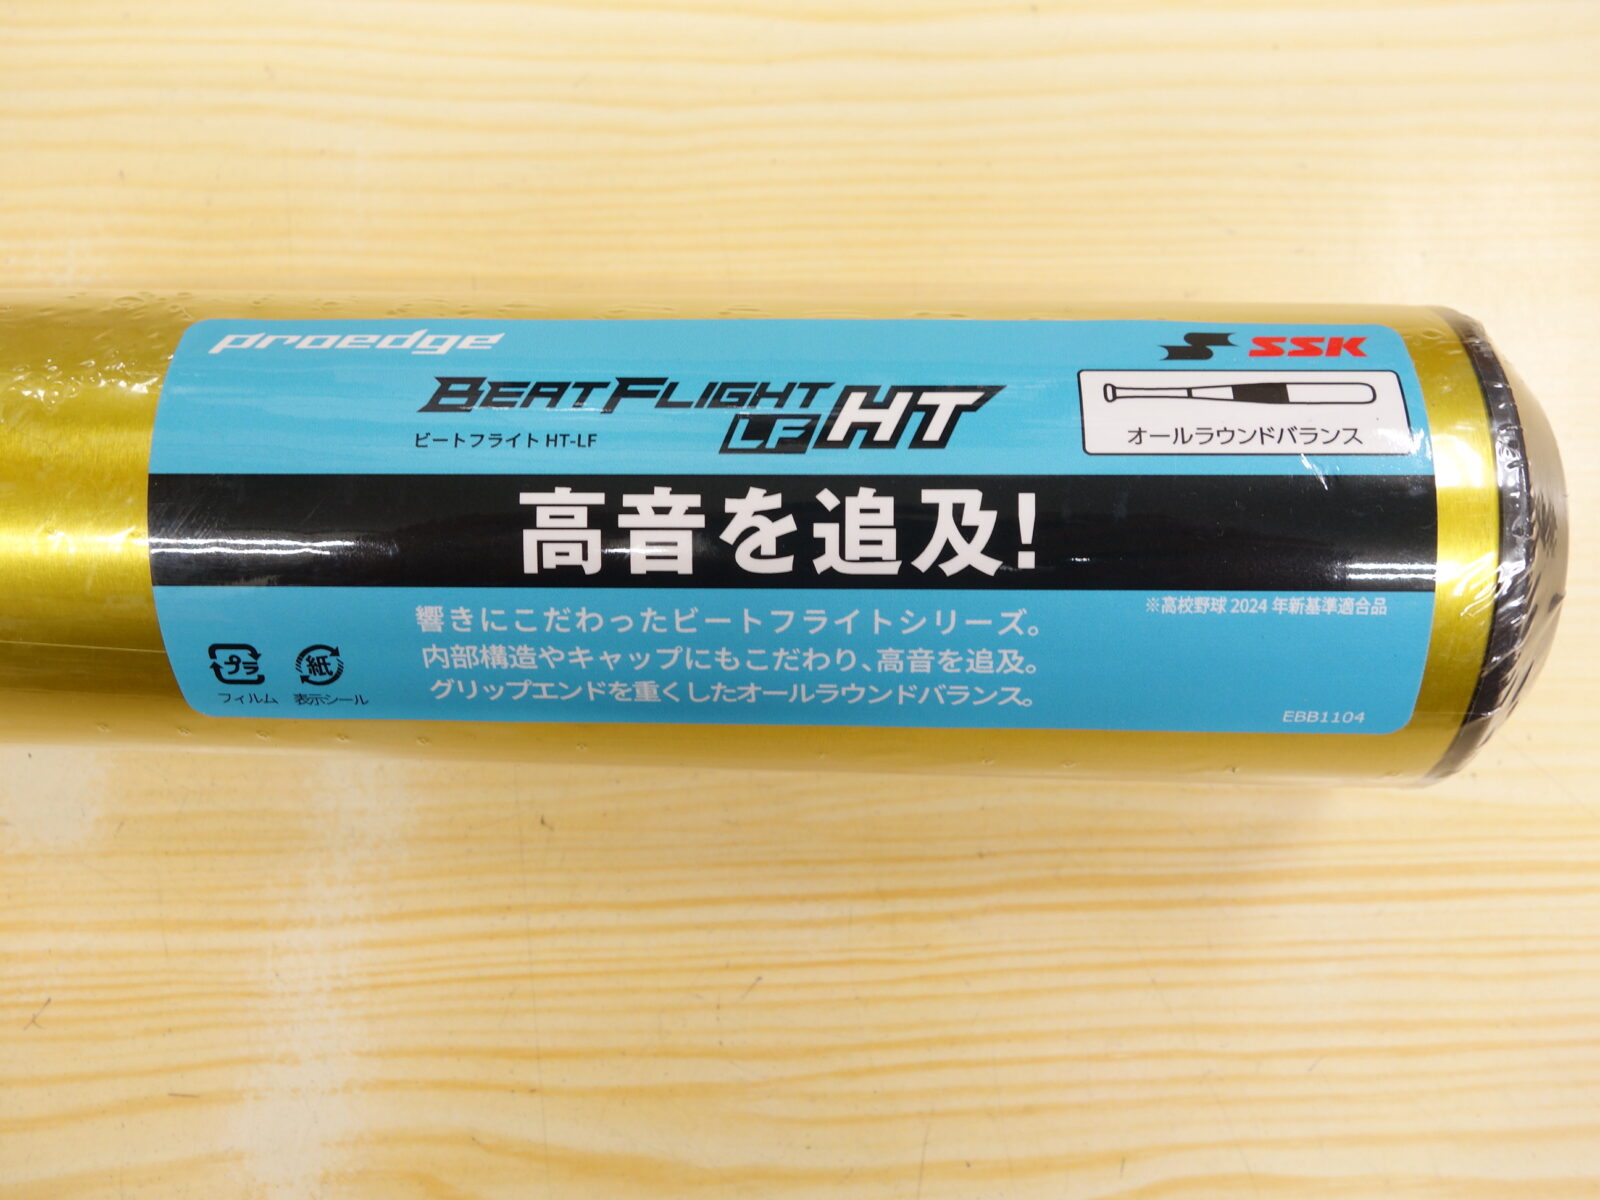 proedge
SSK
BEATFLIGHT
LF HT
ビートフライト HT-LF
オールラウンドバランス
高音を追及!
※高校野球 2024 年新基準適合品
響きにこだわったビートフライトシリーズ。
内部構造やキャップにもこだわり、高音を追及。
グリップエンドを重くしたオールラウンドバランス。
プラ
フィルム
紙
表示シール
EBB1104